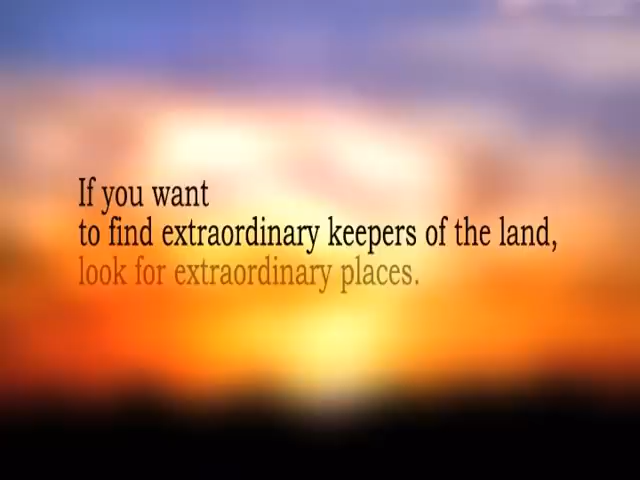 If you want
to find extraordinary keepers of the land,
look for extraordinary places.